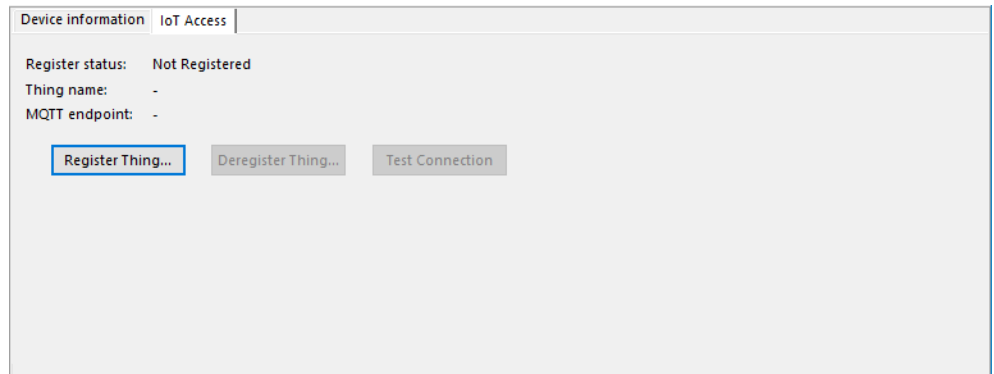 Device information IoT Access
Register status: Not Registered
Thing name: -
MQTT endpoint: -
Register Thing... Deregister Thing... Test Connection